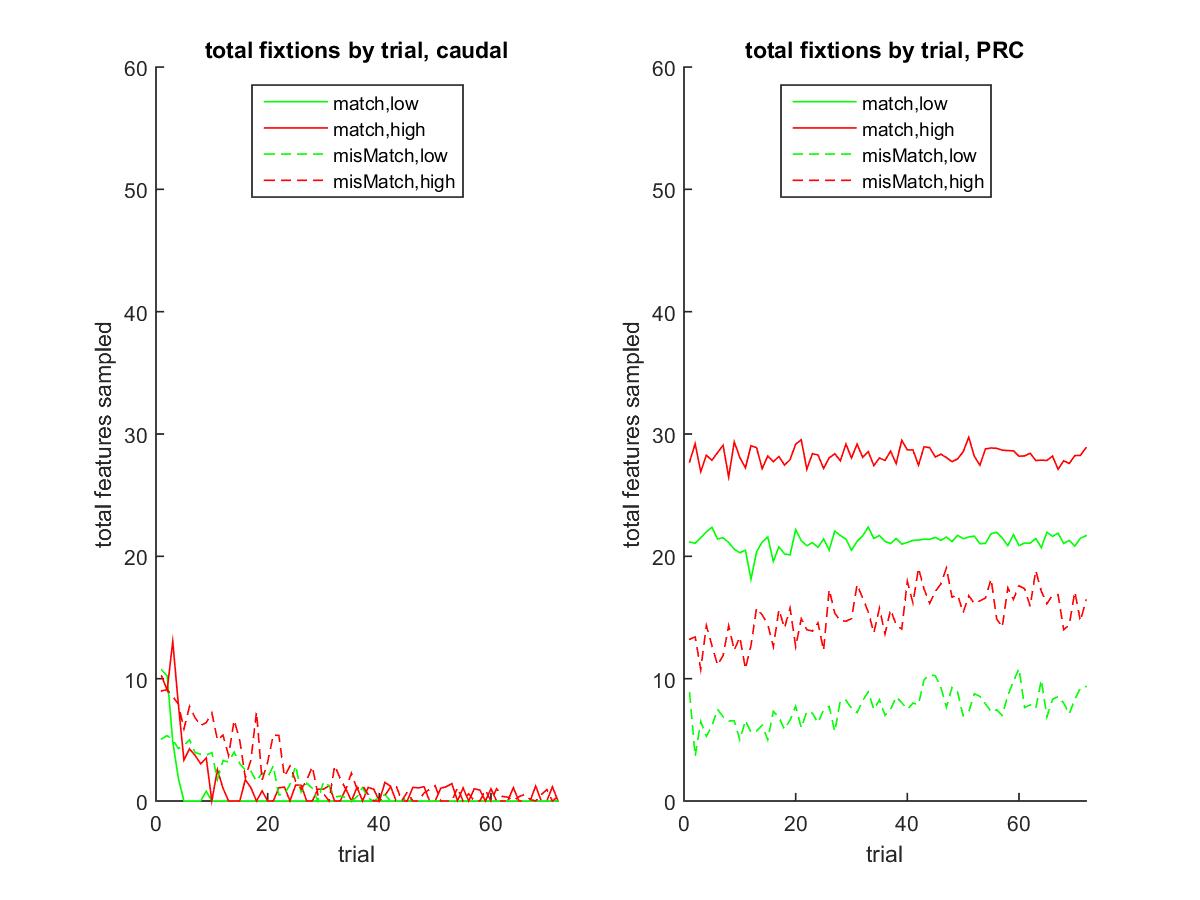 total fixtions by trial, caudal
60
50
40
30
20
10
0
0 20 40 60
trial
total features sampled
match,low
match,high
misMatch,low
misMatch,high
total fixtions by trial, PRC
60
50
40
30
20
10
0
0 20 40 60
trial
total features sampled
match,low
match,high
misMatch,low
misMatch,high